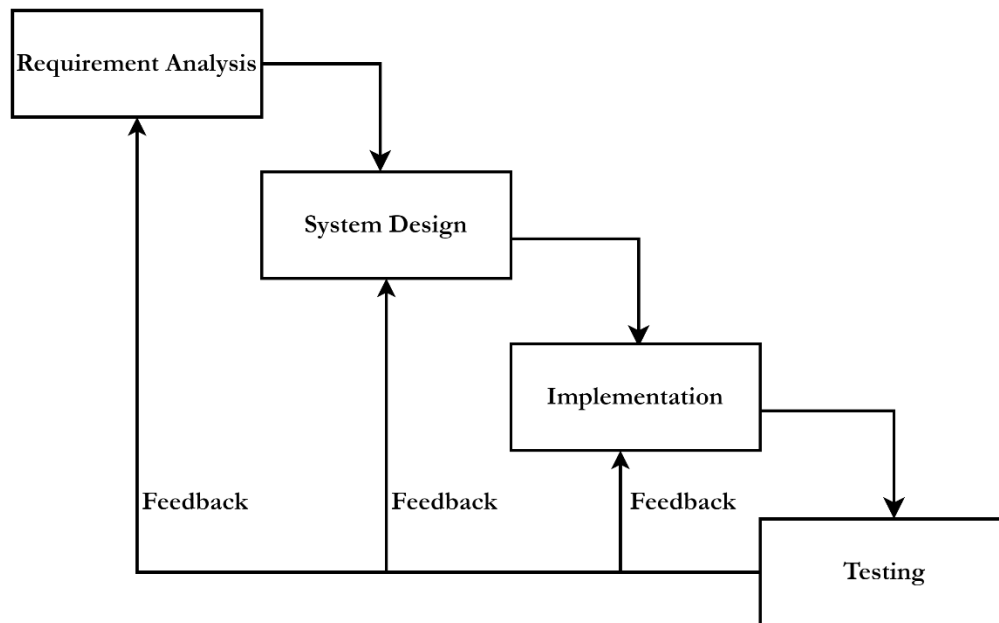 Requirement Analysis
System Design
Implementation
Feedback
Feedback
Feedback
Testing